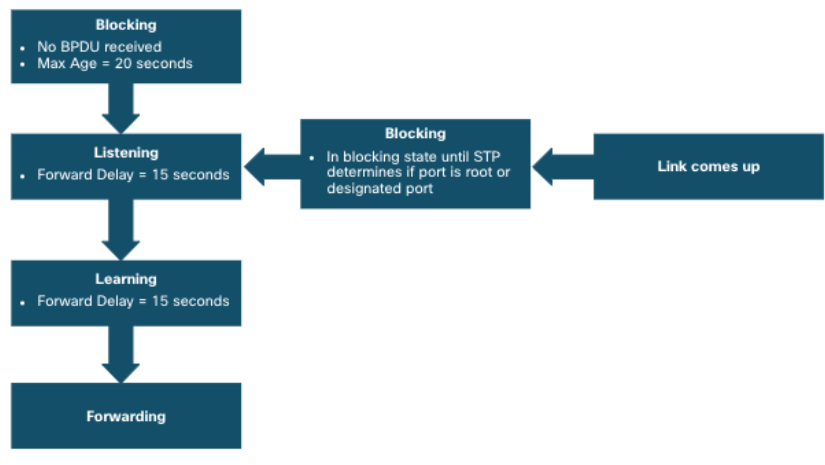 Blocking
• No BPDU received
• Max Age = 20 seconds
Listening
• Forward Delay = 15 seconds
Blocking
• In blocking state until STP
determines if port is root or
designated port
Link comes up
Learning
• Forward Delay = 15 seconds
Forwarding